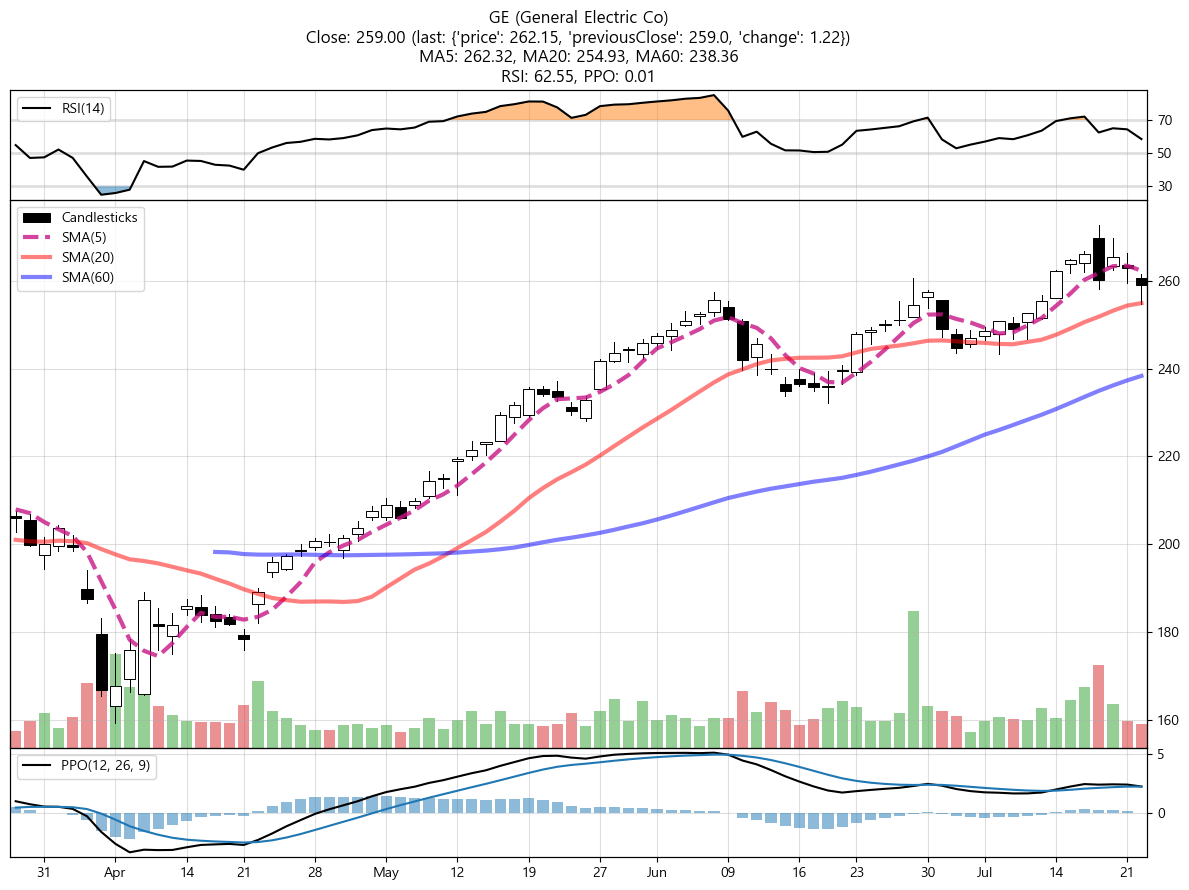 GE (General Electric Co)
Close: 259.00 (last: {'price': 262.15, 'previousClose': 259.0, 'change': 1.22})
MA5: 262.32, MA20: 254.93, MA60: 238.36
RSI: 62.55, PPO: 0.01
RSI(14)
70
50
30
Candlesticks
SMA(5)
SMA(20)
SMA(60)
260
240
220
200
180
160
PPO(12, 26, 9)
5
0
31 Apr 14 21 28 May 12 19 27 Jun 09 16 23 30 Jul 14 21